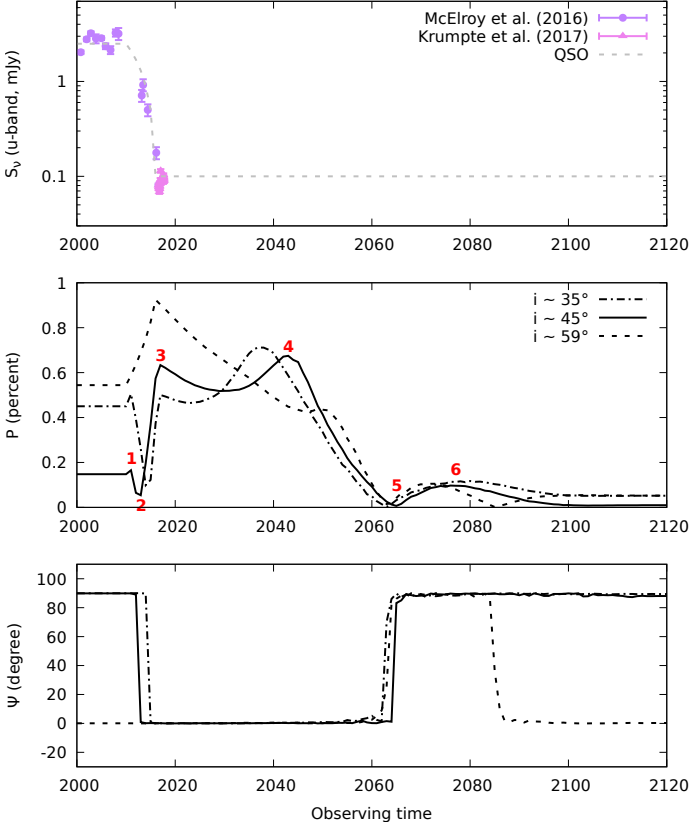 McElroy et al. (2016)
Krumpte et al. (2017)
QSO
S_ν (u-band, mJy)
1
0.1
2000 2020 2040 2060 2080 2100 2120
i ~ 35°
i ~ 45°
i ~ 59°
P (percent)
1
0.8
0.6
0.4
0.2
0
1 2 3 4 5 6
2000 2020 2040 2060 2080 2100 2120
Ψ (degree)
100
80
60
40
20
0
-20
2000 2020 2040 2060 2080 2100 2120
Observing time